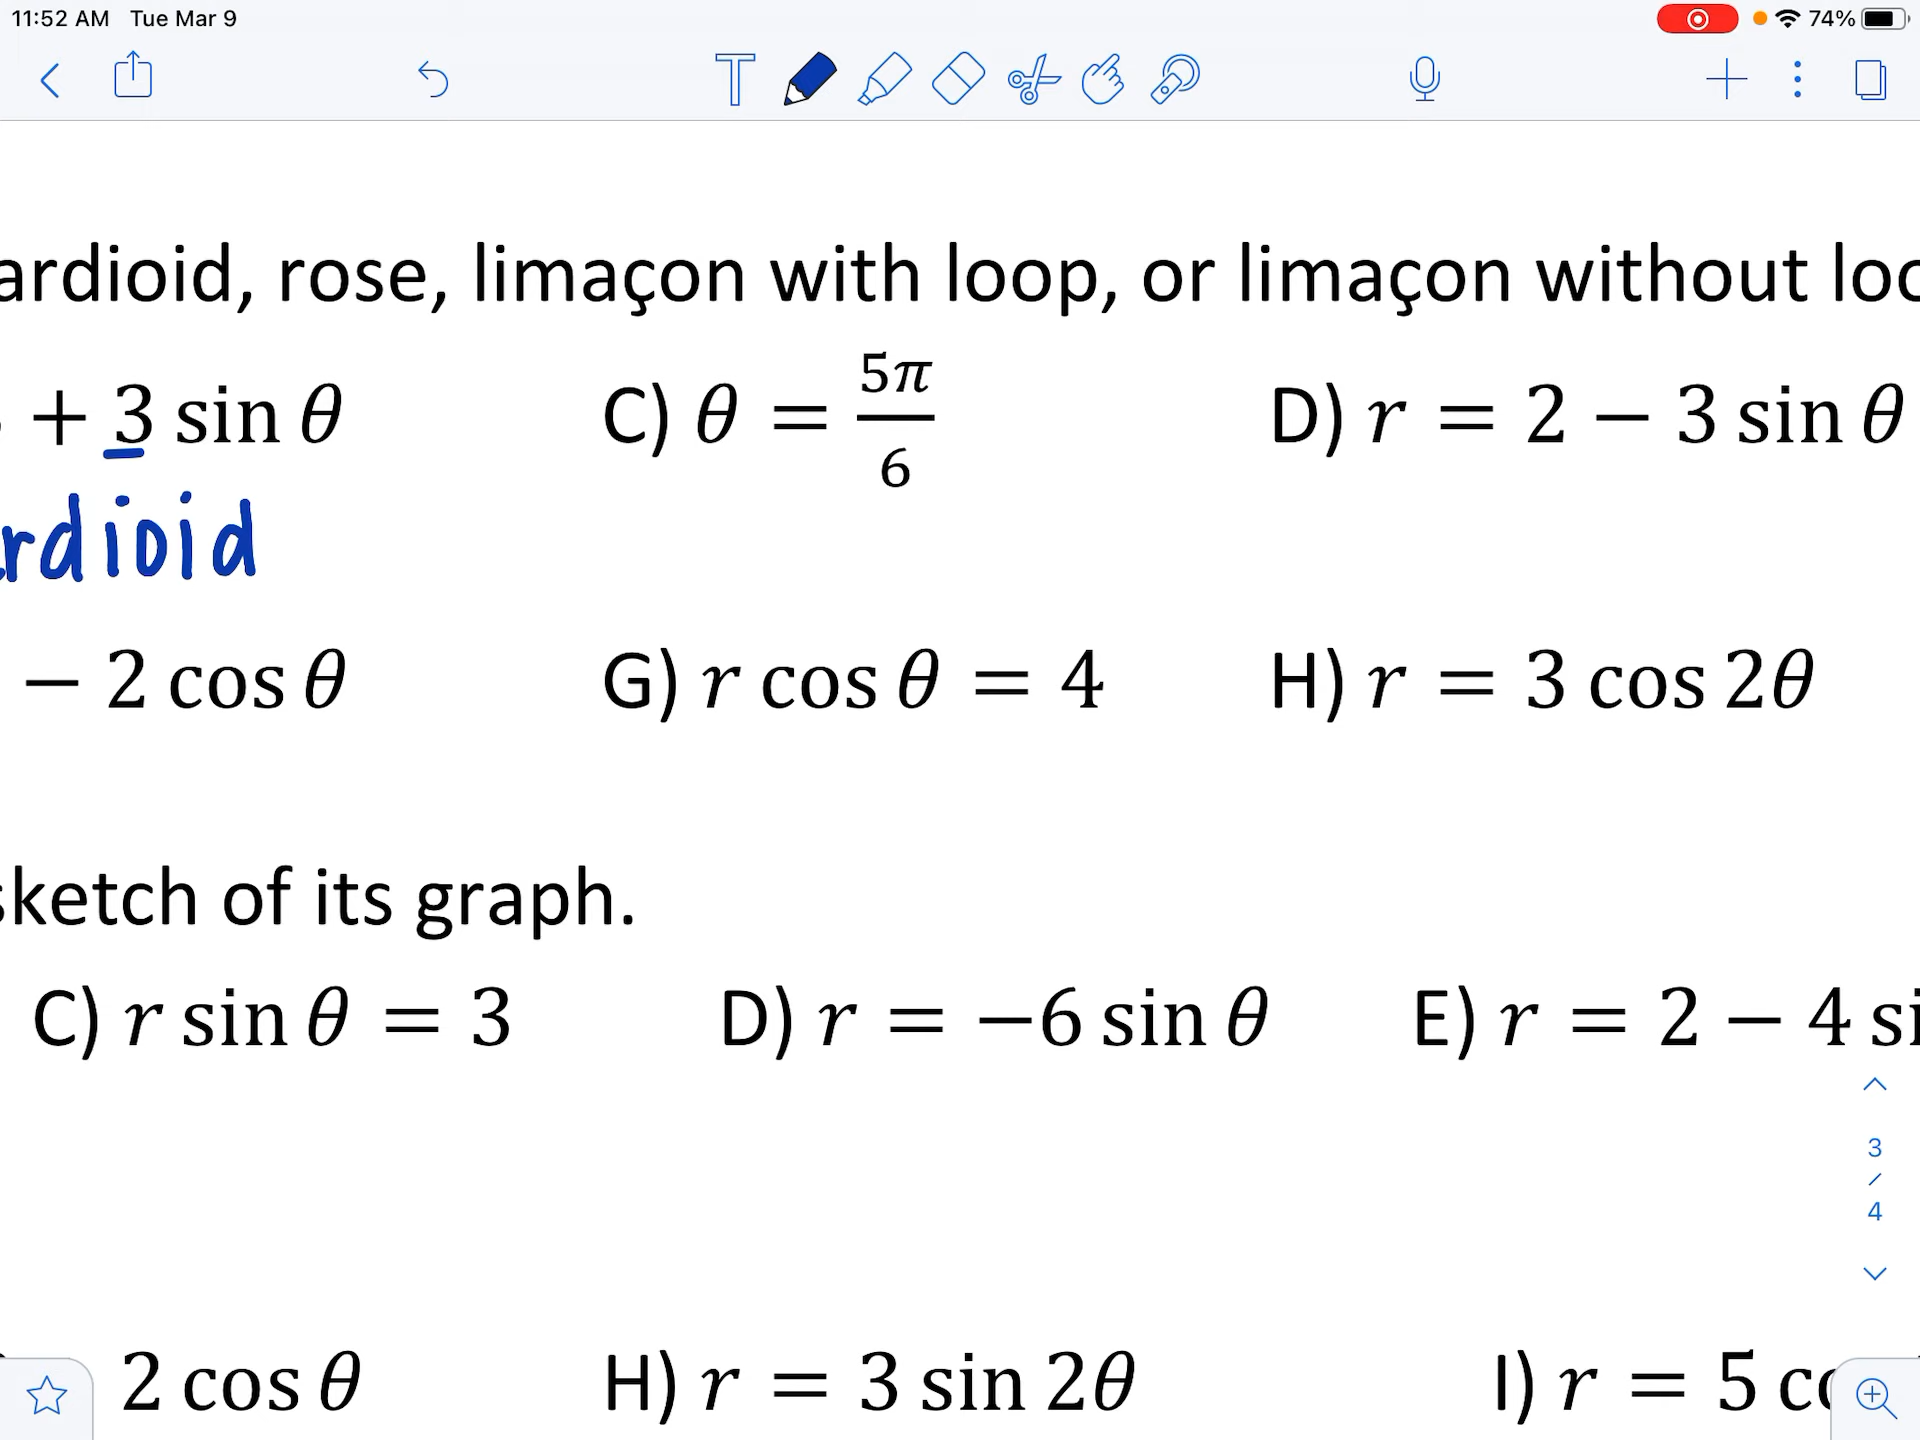 11:52 AM Tue Mar 9 74%
ardioid, rose, limaçon with loop, or limaçon without loo
+ 3 sin θ C) θ = 5π/6 D) r = 2 − 3 sin θ
rdioid
− 2 cos θ G) r cos θ = 4 H) r = 3 cos 2θ
sketch of its graph.
C) r sin θ = 3 D) r = −6 sin θ E) r = 2 − 4 si
3 / 4
2 cos θ H) r = 3 sin 2θ I) r = 5 co